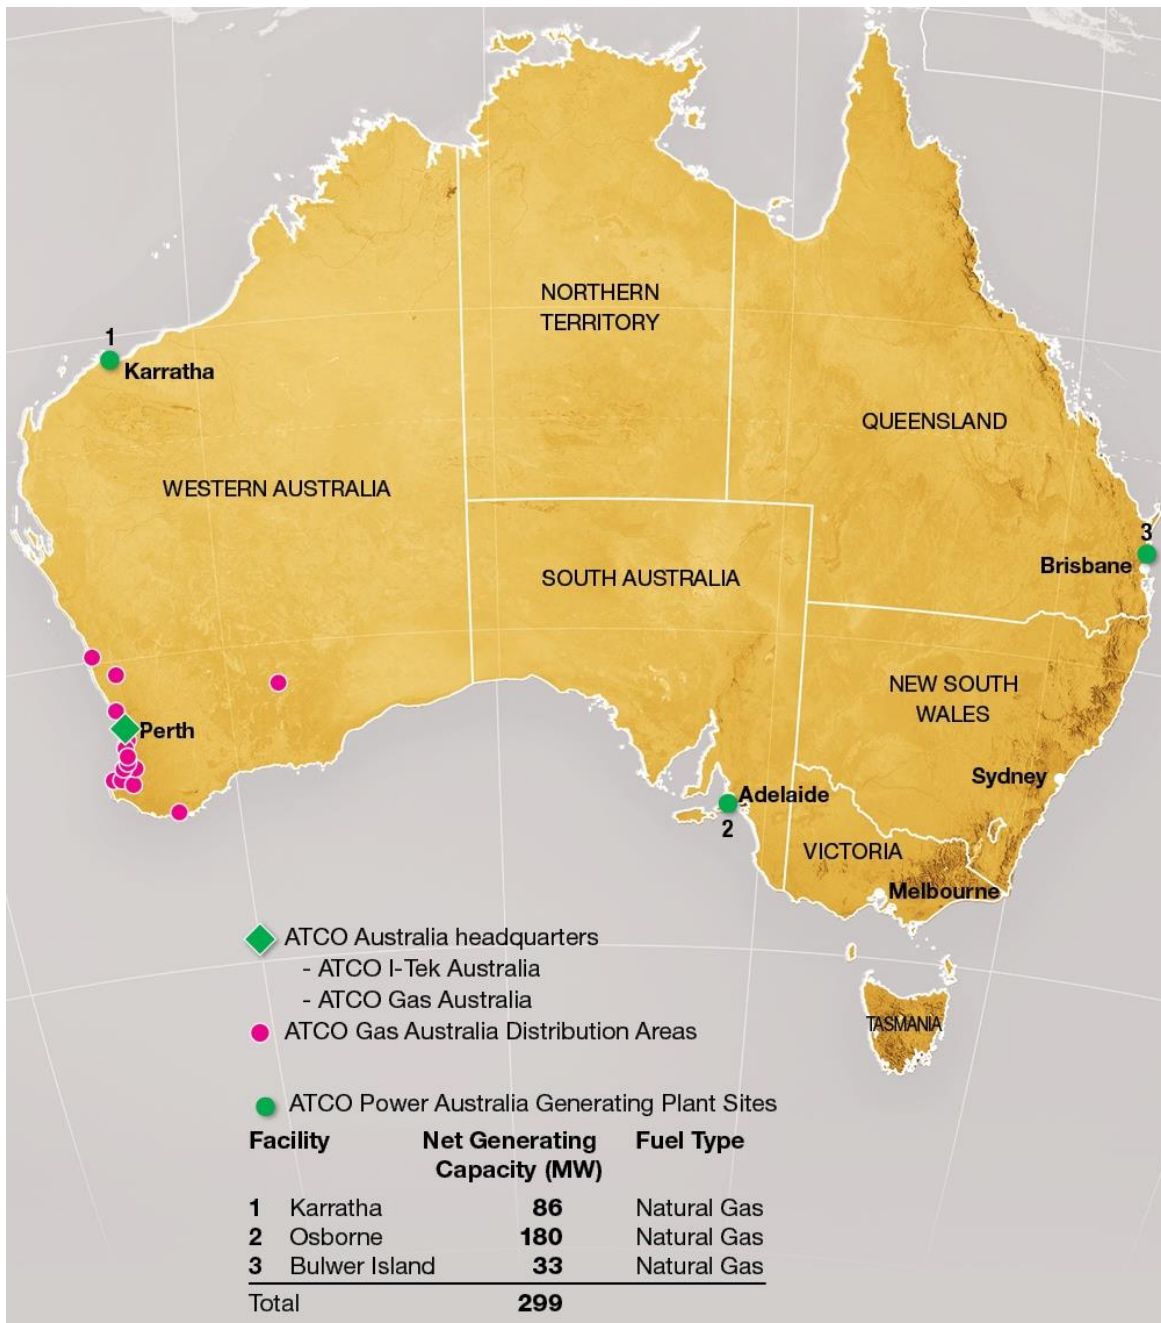 NORTHERN
TERRITORY
1
Karratha
QUEENSLAND
WESTERN AUSTRALIA
3
Brisbane
SOUTH AUSTRALIA
NEW SOUTH
WALES
Perth
Sydney
Adelaide
2
VICTORIA
Melbourne
TASMANIA
ATCO Australia headquarters
- ATCO I-Tek Australia
- ATCO Gas Australia
ATCO Gas Australia Distribution Areas
ATCO Power Australia Generating Plant Sites
Facility Net Generating Fuel Type
Capacity (MW)
1 Karratha 86 Natural Gas
2 Osborne 180 Natural Gas
3 Bulwer Island 33 Natural Gas
Total 299